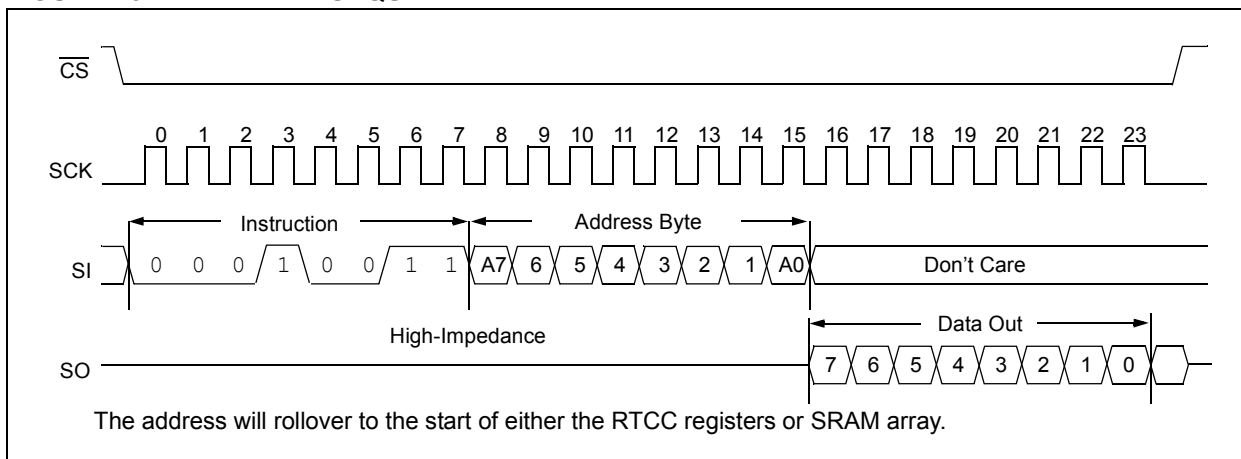 CS
0 1 2 3 4 5 6 7 8 9 10 11 12 13 14 15 16 17 18 19 20 21 22 23
SCK
Instruction Address Byte
SI 0 0 0 1 0 0 1 1 A7 6 5 4 3 2 1 A0 Don't Care
High-Impedance Data Out
SO 7 6 5 4 3 2 1 0
The address will rollover to the start of either the RTCC registers or SRAM array.